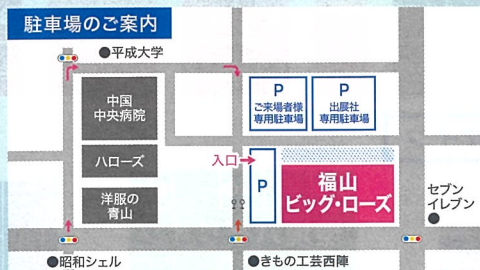 駐車場のご案内
●平成大学
中国
中央病院
P
ご来場者様
専用駐車場
P
出展社
専用駐車場
ハローズ
入口
P
福山
ビッグ・ローズ
洋服の
青山
セブン
イレブン
●
●昭和シェル
●きもの工芸西陣